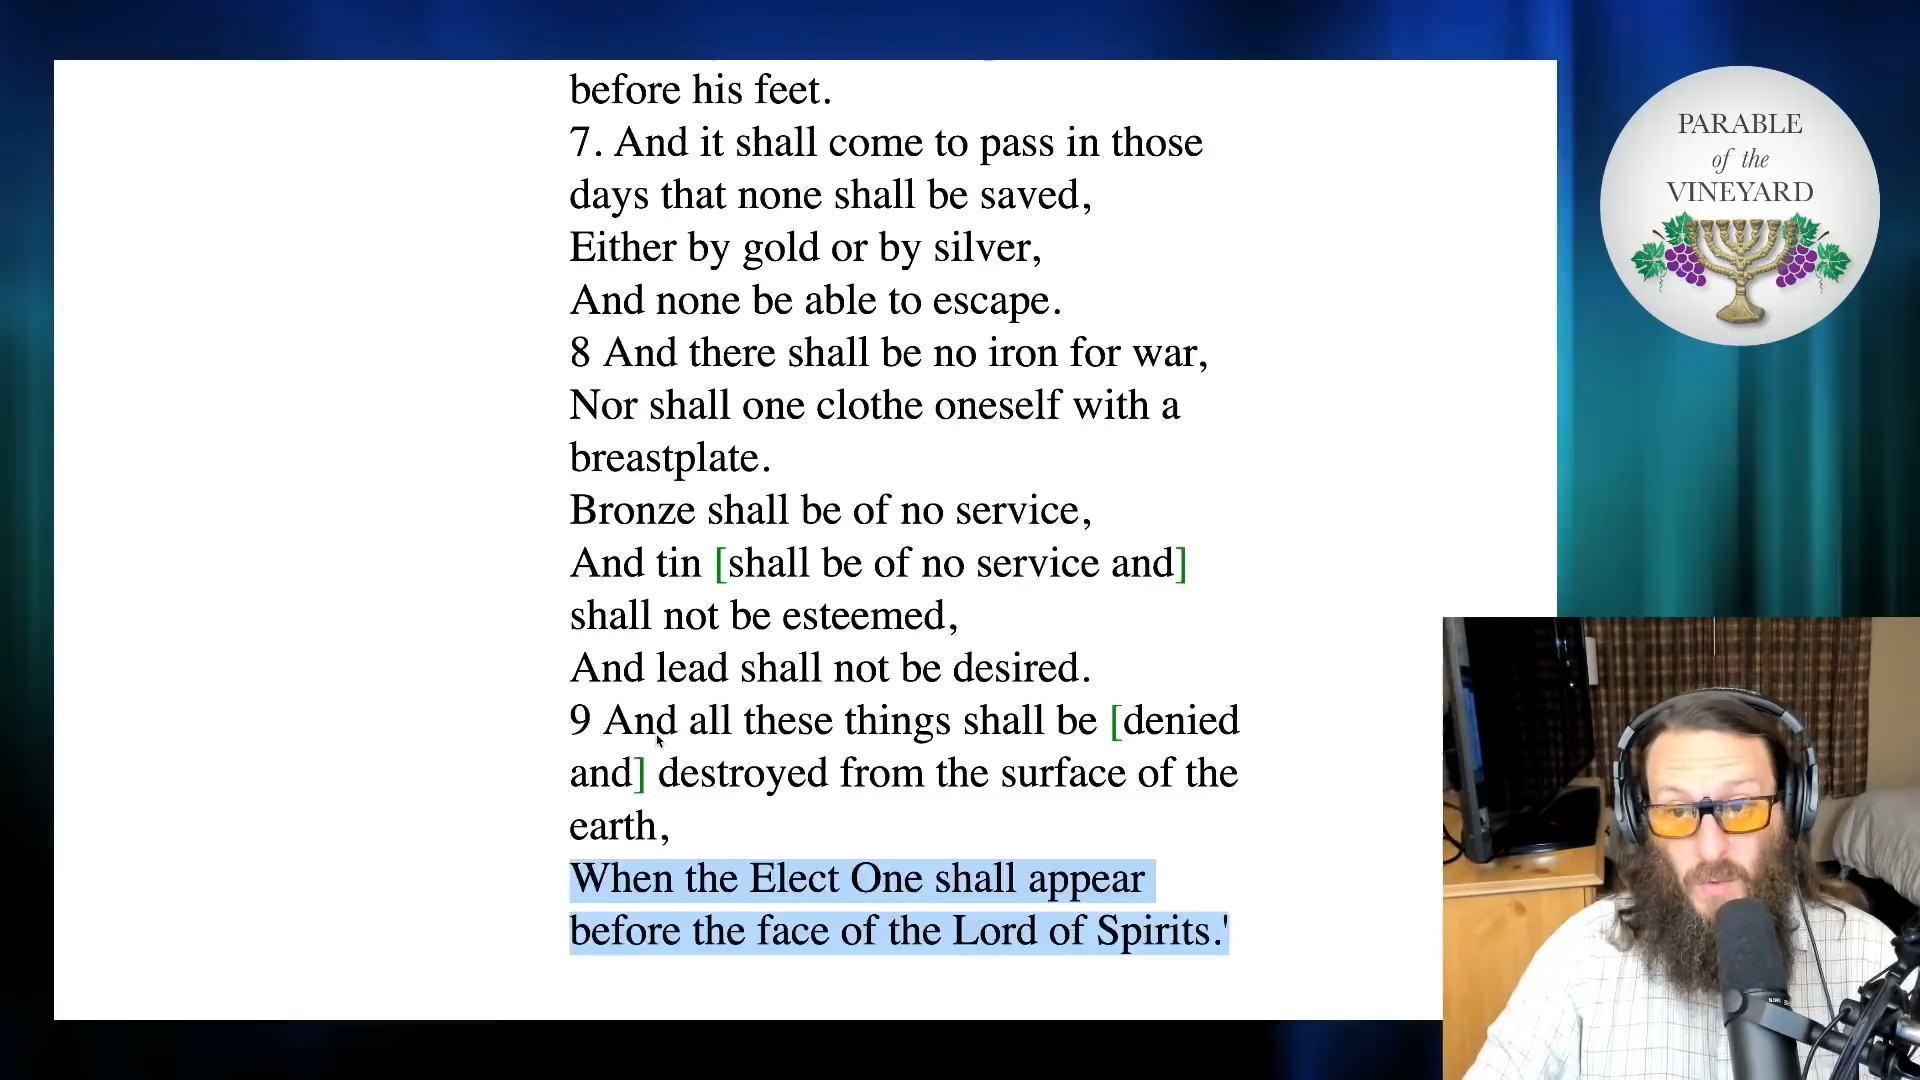 before his feet.
7. And it shall come to pass in those
days that none shall be saved,
Either by gold or by silver,
And none be able to escape.
8 And there shall be no iron for war,
Nor shall one clothe oneself with a
breastplate.
Bronze shall be of no service,
And tin [shall be of no service and]
shall not be esteemed,
And lead shall not be desired.
9 And all these things shall be [denied
and] destroyed from the surface of the
earth,
When the Elect One shall appear
before the face of the Lord of Spirits.'
PARABLE
of the
VINEYARD